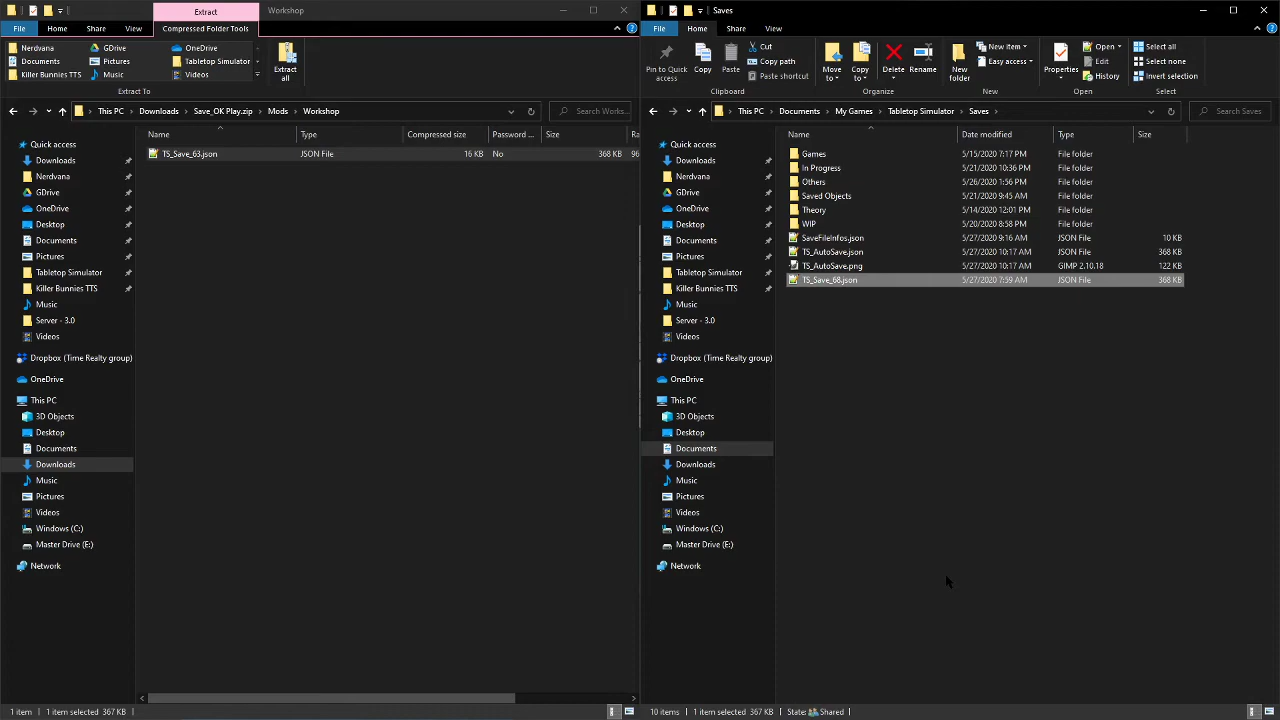 Extract
Workshop
File
Home
Share
View
Compressed Folder Tools
Nerdvana
GDrive
OneDrive
Documents
Pictures
Tabletop Simulator
Killer Bunnies TTS
Music
Videos
Extract
all
Extract To
This PC
Downloads
Save_OK Play.zip
Mods
Workshop
Search Works...
Quick access
Downloads
Nerdvana
GDrive
OneDrive
Desktop
Documents
Pictures
Tabletop Simulator
Killer Bunnies TTS
Music
Server - 3.0
Videos
Dropbox (Time Realty group)
OneDrive
This PC
3D Objects
Desktop
Documents
Downloads
Music
Pictures
Videos
Windows (C:)
Master Drive (E:)
Network
Name Type Compressed size Password ... Size Ra
TS_Save_63.json JSON File 16 KB No 368 KB 96
1 item 1 item selected 367 KB
Saves
File
Home
Share
View
Pin to Quick
access
Copy
Paste
Cut
Copy path
Paste shortcut
Clipboard
Move
to
Copy
to
Delete
Rename
Organize
New
folder
New item
Easy access
New
Properties
Open
Edit
History
Open
Select all
Select none
Invert selection
Select
This PC
Documents
My Games
Tabletop Simulator
Saves
Search Saves
Quick access
Downloads
Nerdvana
GDrive
OneDrive
Desktop
Documents
Pictures
Tabletop Simulator
Killer Bunnies TTS
Music
Server - 3.0
Videos
Dropbox (Time Realty group)
OneDrive
This PC
3D Objects
Desktop
Documents
Downloads
Music
Pictures
Videos
Windows (C:)
Master Drive (E:)
Network
Name Date modified Type Size
Games 5/15/2020 7:17 PM File folder
In Progress 5/21/2020 10:36 PM File folder
Others 5/26/2020 1:56 PM File folder
Saved Objects 5/21/2020 9:45 AM File folder
Theory 5/14/2020 12:01 PM File folder
WIP 5/20/2020 8:58 PM File folder
SaveFileInfos.json 5/27/2020 9:16 AM JSON File 10 KB
TS_AutoSave.json 5/27/2020 10:17 AM JSON File 368 KB
TS_AutoSave.png 5/27/2020 10:17 AM GIMP 2.10.18 122 KB
TS_Save_68.json 5/27/2020 7:59 AM JSON File 368 KB
10 items 1 item selected 367 KB State: Shared